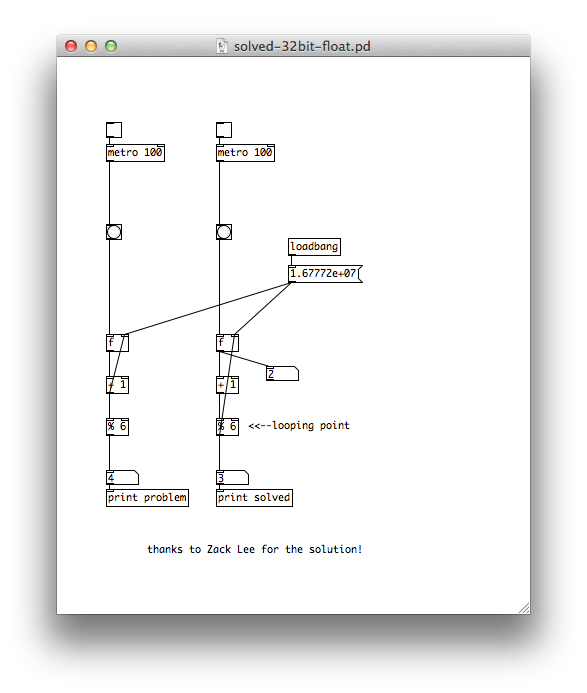 solved-32bit-float.pd
metro 100
metro 100
loadbang
1.67772e+07
f
f
2
+ 1
+ 1
% 6
% 6
<<--looping point
4
3
print problem
print solved
thanks to Zack Lee for the solution!